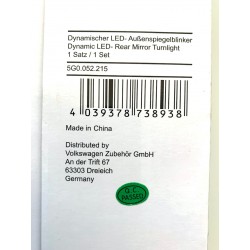 Dynamischer LED- Außenspiegelblinker
Dynamic LED- Rear Mirror Turnlight
1 Satz / 1 Set
5G0.052.215
4 039378 738938
Made in China
Distributed by
Volkswagen Zubehör GmbH
An der Trift 67
63303 Dreieich
Germany
Q.C.
PASSED